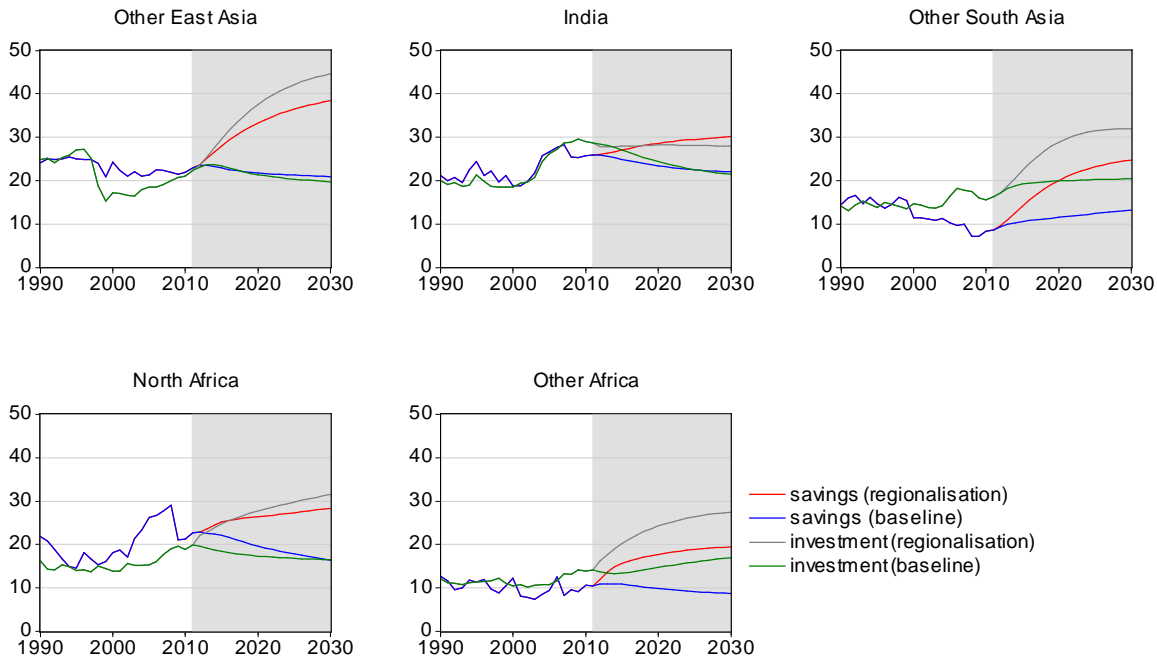 Other East Asia
India
Other South Asia
50
40
30
20
10
0
1990 2000 2010 2020 2030
50
40
30
20
10
0
1990 2000 2010 2020 2030
50
40
30
20
10
0
1990 2000 2010 2020 2030
North Africa
Other Africa
50
40
30
20
10
0
1990 2000 2010 2020 2030
50
40
30
20
10
0
1990 2000 2010 2020 2030
savings (regionalisation)
savings (baseline)
investment (regionalisation)
investment (baseline)